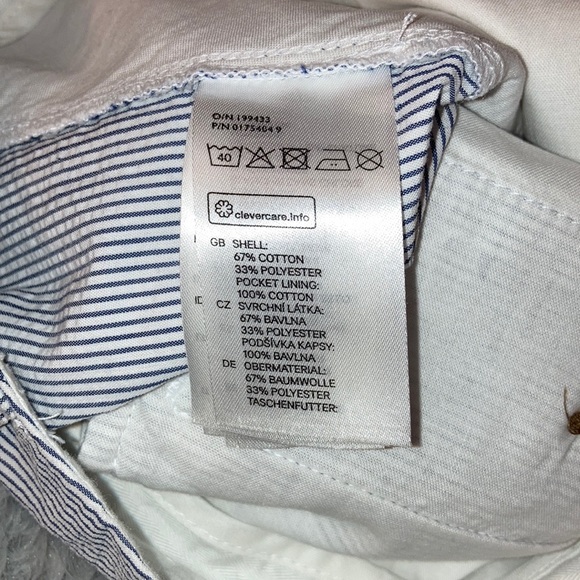 O/N 199433
P/N 0175404 9
40
clevercare.info
GB SHELL:
67% COTTON
33% POLYESTER
POCKET LINING:
100% COTTON
CZ SVRCHNÍ LÁTKA:
67% BAVLNA
33% POLYESTER
PODŠÍVKA KAPSY:
100% BAVLNA
DE OBERMATERIAL:
67% BAUMWOLLE
33% POLYESTER
TASCHENFUTTER: